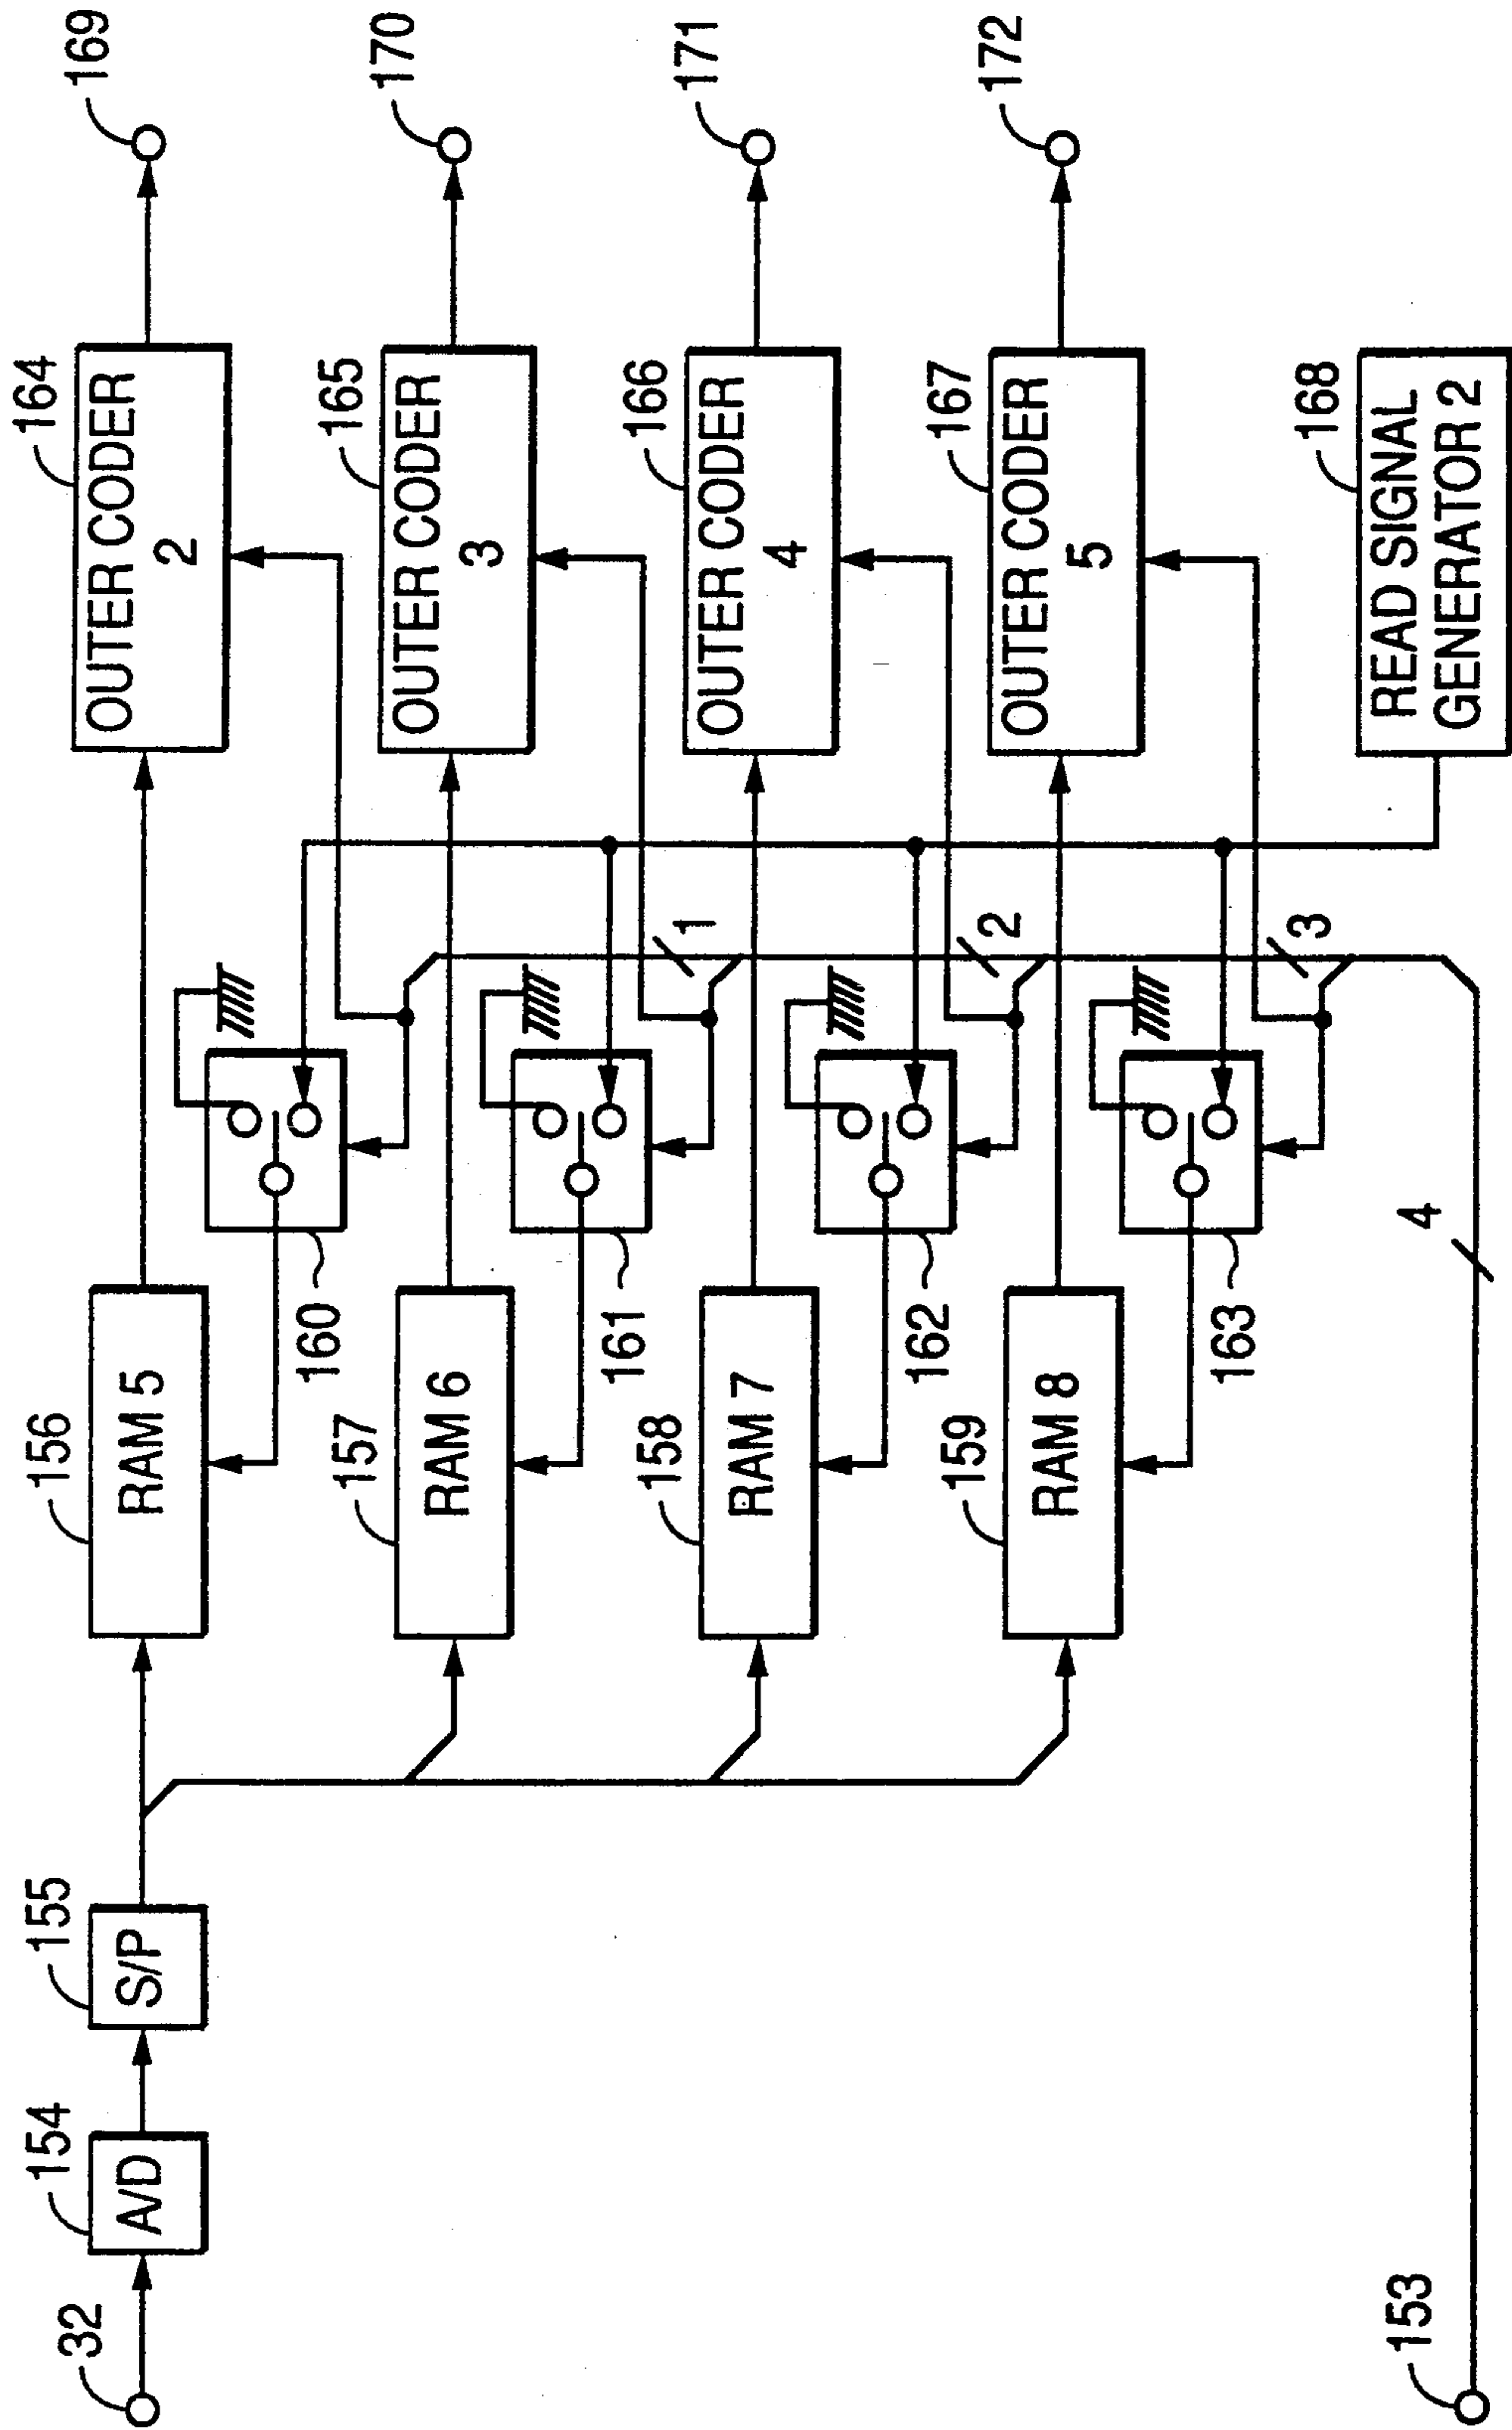 32
154
A/D
155
S/P
156
RAM 5
160
164
OUTER CODER
2
169
157
RAM 6
161
1
165
OUTER CODER
3
170
158
RAM 7
162
2
166
OUTER CODER
4
171
159
RAM 8
163
3
167
OUTER CODER
5
172
153
4
168
READ SIGNAL
GENERATOR 2